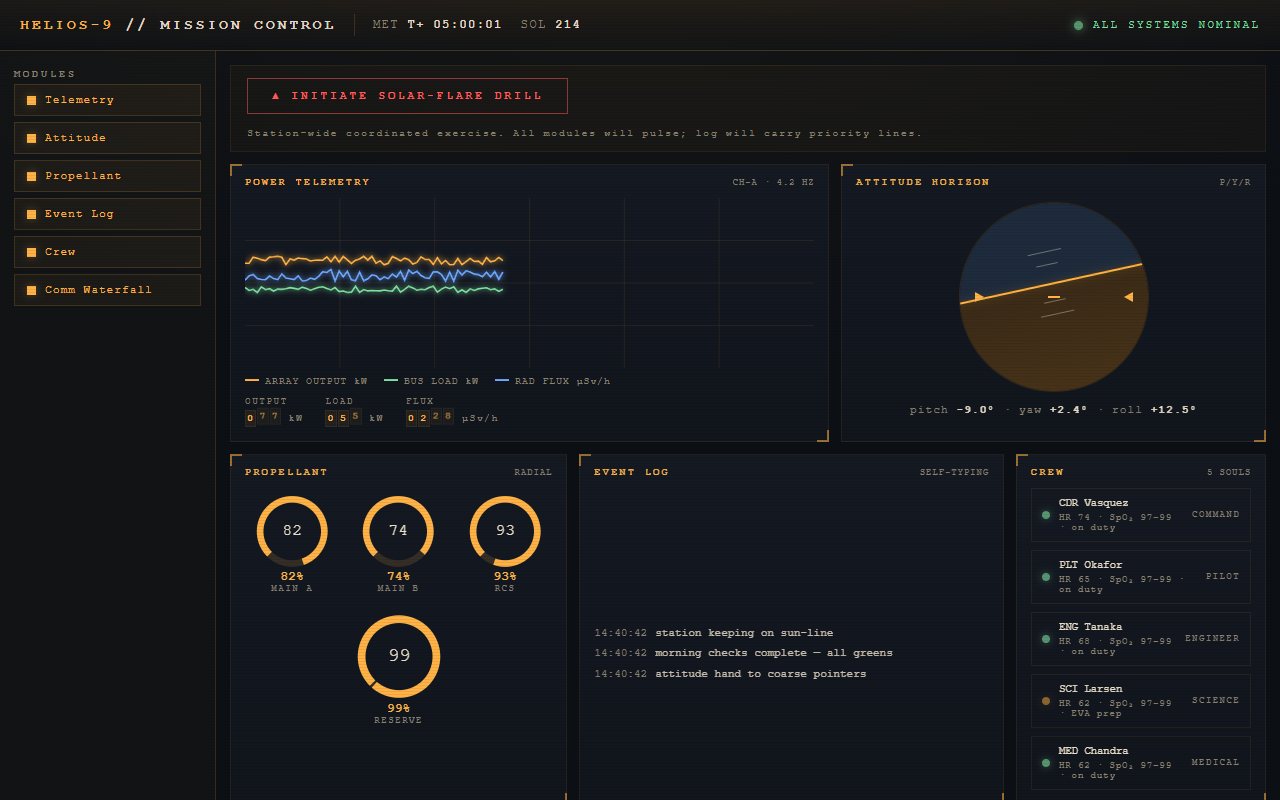 HELIOS-9 // MISSION CONTROL MET T+ 05:00:01 SOL 214 ALL SYSTEMS NOMINAL
MODULES
Telemetry
Attitude
Propellant
Event Log
Crew
Comm Waterfall
▲ INITIATE SOLAR-FLARE DRILL
Station-wide coordinated exercise. All modules will pulse; log will carry priority lines.
POWER TELEMETRY CH-A · 4.2 HZ
ARRAY OUTPUT kW BUS LOAD kW RAD FLUX µSv/h
OUTPUT LOAD FLUX
077 kW 055 kW 0228 µSv/h
ATTITUDE HORIZON P/Y/R
pitch -9.0° · yaw +2.4° · roll +12.5°
PROPELLANT RADIAL
82 74 93
82% 74% 93%
MAIN A MAIN B RCS
99
99%
RESERVE
EVENT LOG SELF-TYPING
14:40:42 station keeping on sun-line
14:40:42 morning checks complete — all greens
14:40:42 attitude hand to coarse pointers
CREW 5 SOULS
CDR Vasquez
HR 74 · SpO₂ 97-99
· on duty
COMMAND
PLT Okafor
HR 65 · SpO₂ 97-99 ·
on duty
PILOT
ENG Tanaka
HR 68 · SpO₂ 97-99
· on duty
ENGINEER
SCI Larsen
HR 62 · SpO₂ 97-99
· EVA prep
SCIENCE
MED Chandra
HR 62 · SpO₂ 97-99
· on duty
MEDICAL